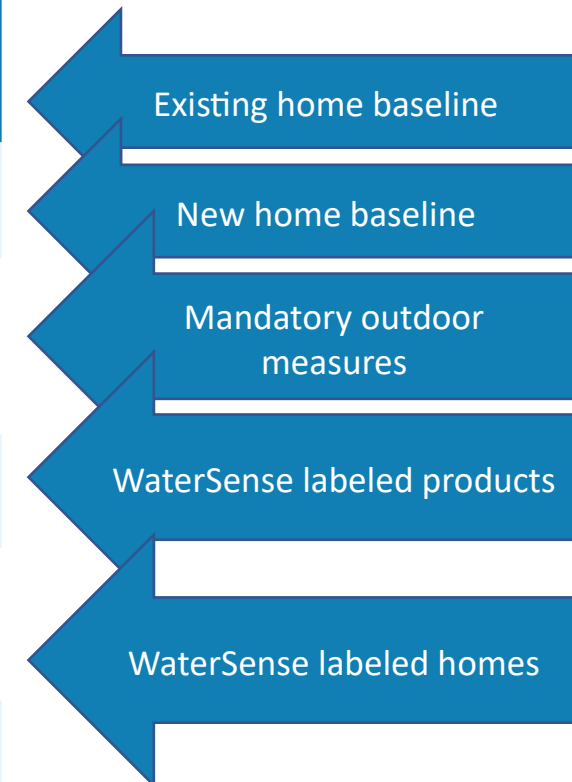 Existing home baseline
New home baseline
Mandatory outdoor
measures
WaterSense labeled products
WaterSense labeled homes